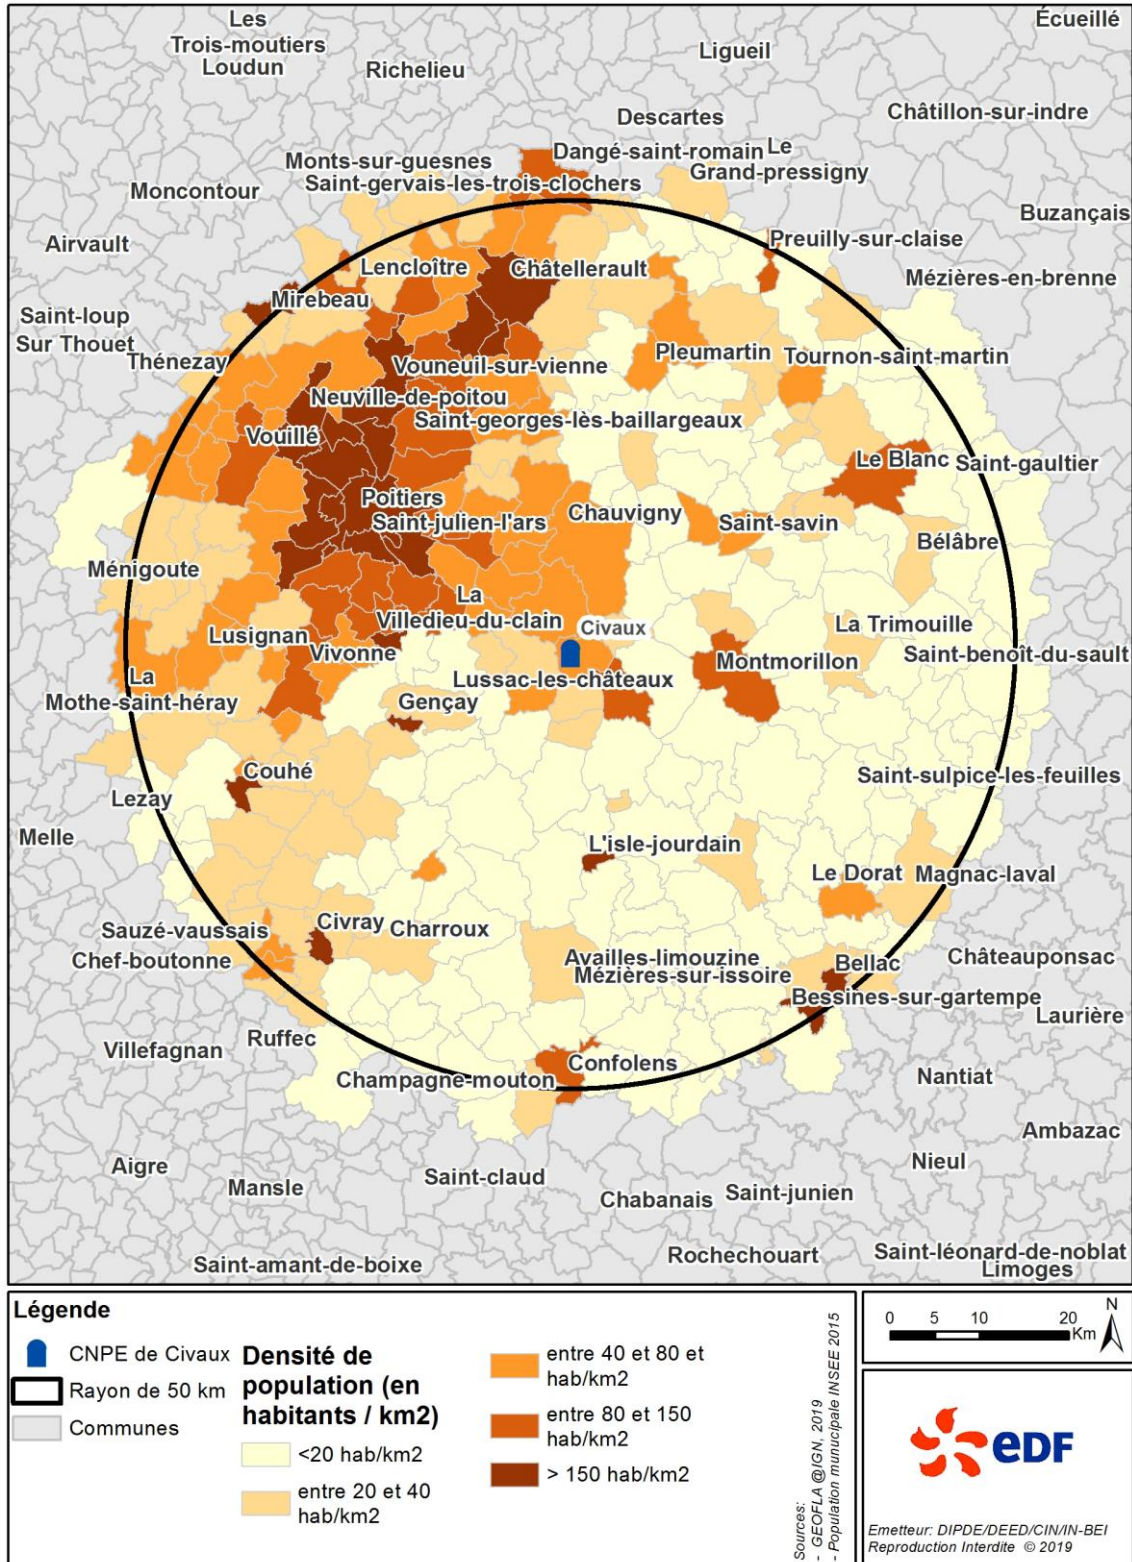 Les
Trois-moutiers
Loudun
Richelieu
Ligueil
Écueillé
Descartes
Châtillon-sur-indre
Monts-sur-guesnes
Dangé-saint-romain
Le
Grand-pressigny
Saint-gervais-les-trois-clochers
Moncontour
Buzançais
Airvault
Preuilly-sur-claise
Lencloître
Châtellerault
Mézières-en-brenne
Mirebeau
Saint-loup
Sur Thouet
Thénezay
Vouneuil-sur-vienne
Pleumartin
Tournon-saint-martin
Neuville-de-poitou
Saint-georges-lès-baillargeaux
Vouillé
Le Blanc
Saint-gaultier
Poitiers
Saint-julien-l'ars
Chauvigny
Saint-savin
Bélâbre
Ménigoute
La
Villedieu-du-clain
Civaux
La Trimouille
Lusignan
Vivonne
Montmorillon
Saint-benoît-du-sault
La
Mothe-saint-héray
Lussac-les-châteaux
Gençay
Couhé
Saint-sulpice-les-feuilles
Lezay
Melle
L'isle-jourdain
Le Dorat
Magnac-laval
Sauzé-vaussais
Civray
Charroux
Chef-boutonne
Availles-limouzine
Mézières-sur-issoire
Bellac
Châteauponsac
Bessines-sur-gartempe
Laurière
Ruffec
Villefagnan
Confolens
Champagne-mouton
Nantiat
Ambazac
Aigre
Mansle
Saint-claud
Nieul
Chabanais
Saint-junien
Rochechouart
Saint-amant-de-boixe
Saint-léonard-de-noblat
Limoges
Légende
CNPE de Civaux
Rayon de 50 km
Communes
Densité de
population (en
habitants / km2)
<20 hab/km2
entre 20 et 40
hab/km2
entre 40 et 80 et
hab/km2
entre 80 et 150
hab/km2
> 150 hab/km2
Sources:
- GEOFLA @IGN, 2019
- Population municipale INSEE 2015
0 5 10 20
Km
N
eDF
Emetteur: DIPDE/DEED/CIN/IN-BEI
Reproduction Interdite © 2019